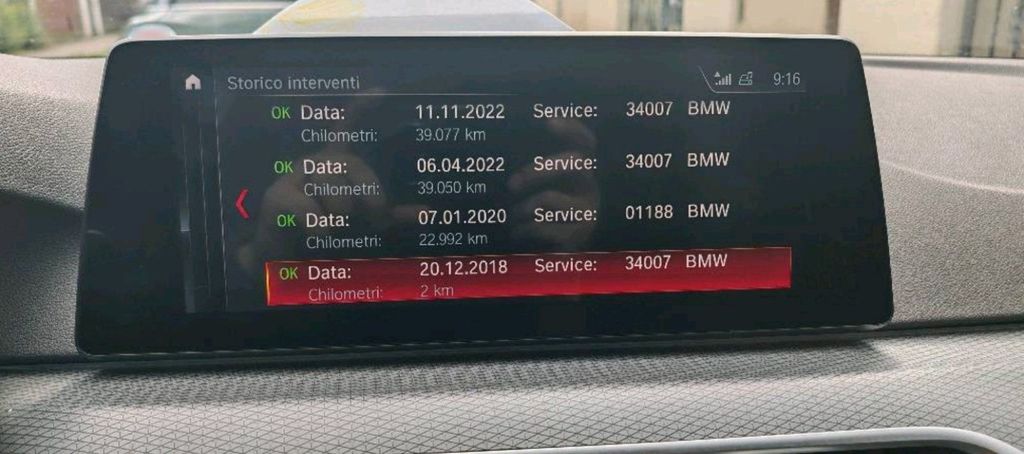 Storico interventi 9:16
OK Data: 11.11.2022 Service: 34007 BMW
Chilometri: 39.077 km
OK Data: 06.04.2022 Service: 34007 BMW
Chilometri: 39.050 km
OK Data: 07.01.2020 Service: 01188 BMW
Chilometri: 22.992 km
OK Data: 20.12.2018 Service: 34007 BMW
Chilometri: 2 km